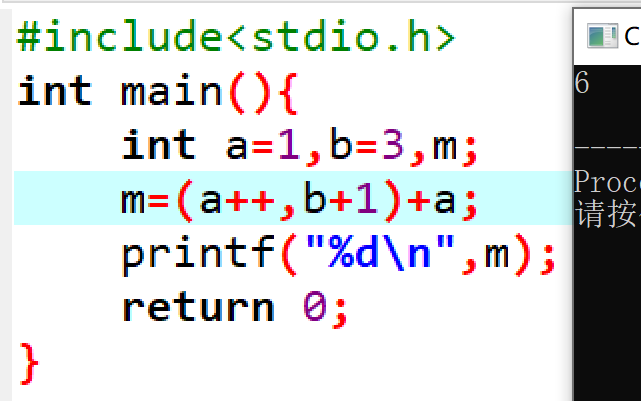 #include<stdio.h>
int main(){
int a=1,b=3,m;
m=(a++,b+1)+a;
printf("%d\n",m);
return 0;
}
C
6
-----
Proc
请按